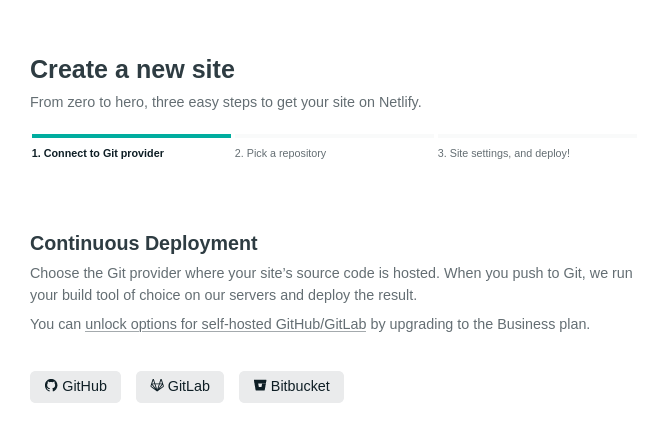 Create a new site
From zero to hero, three easy steps to get your site on Netlify.
1. Connect to Git provider
2. Pick a repository
3. Site settings, and deploy!
Continuous Deployment
Choose the Git provider where your site’s source code is hosted. When you push to Git, we run
your build tool of choice on our servers and deploy the result.
You can unlock options for self-hosted GitHub/GitLab by upgrading to the Business plan.
GitHub
GitLab
Bitbucket